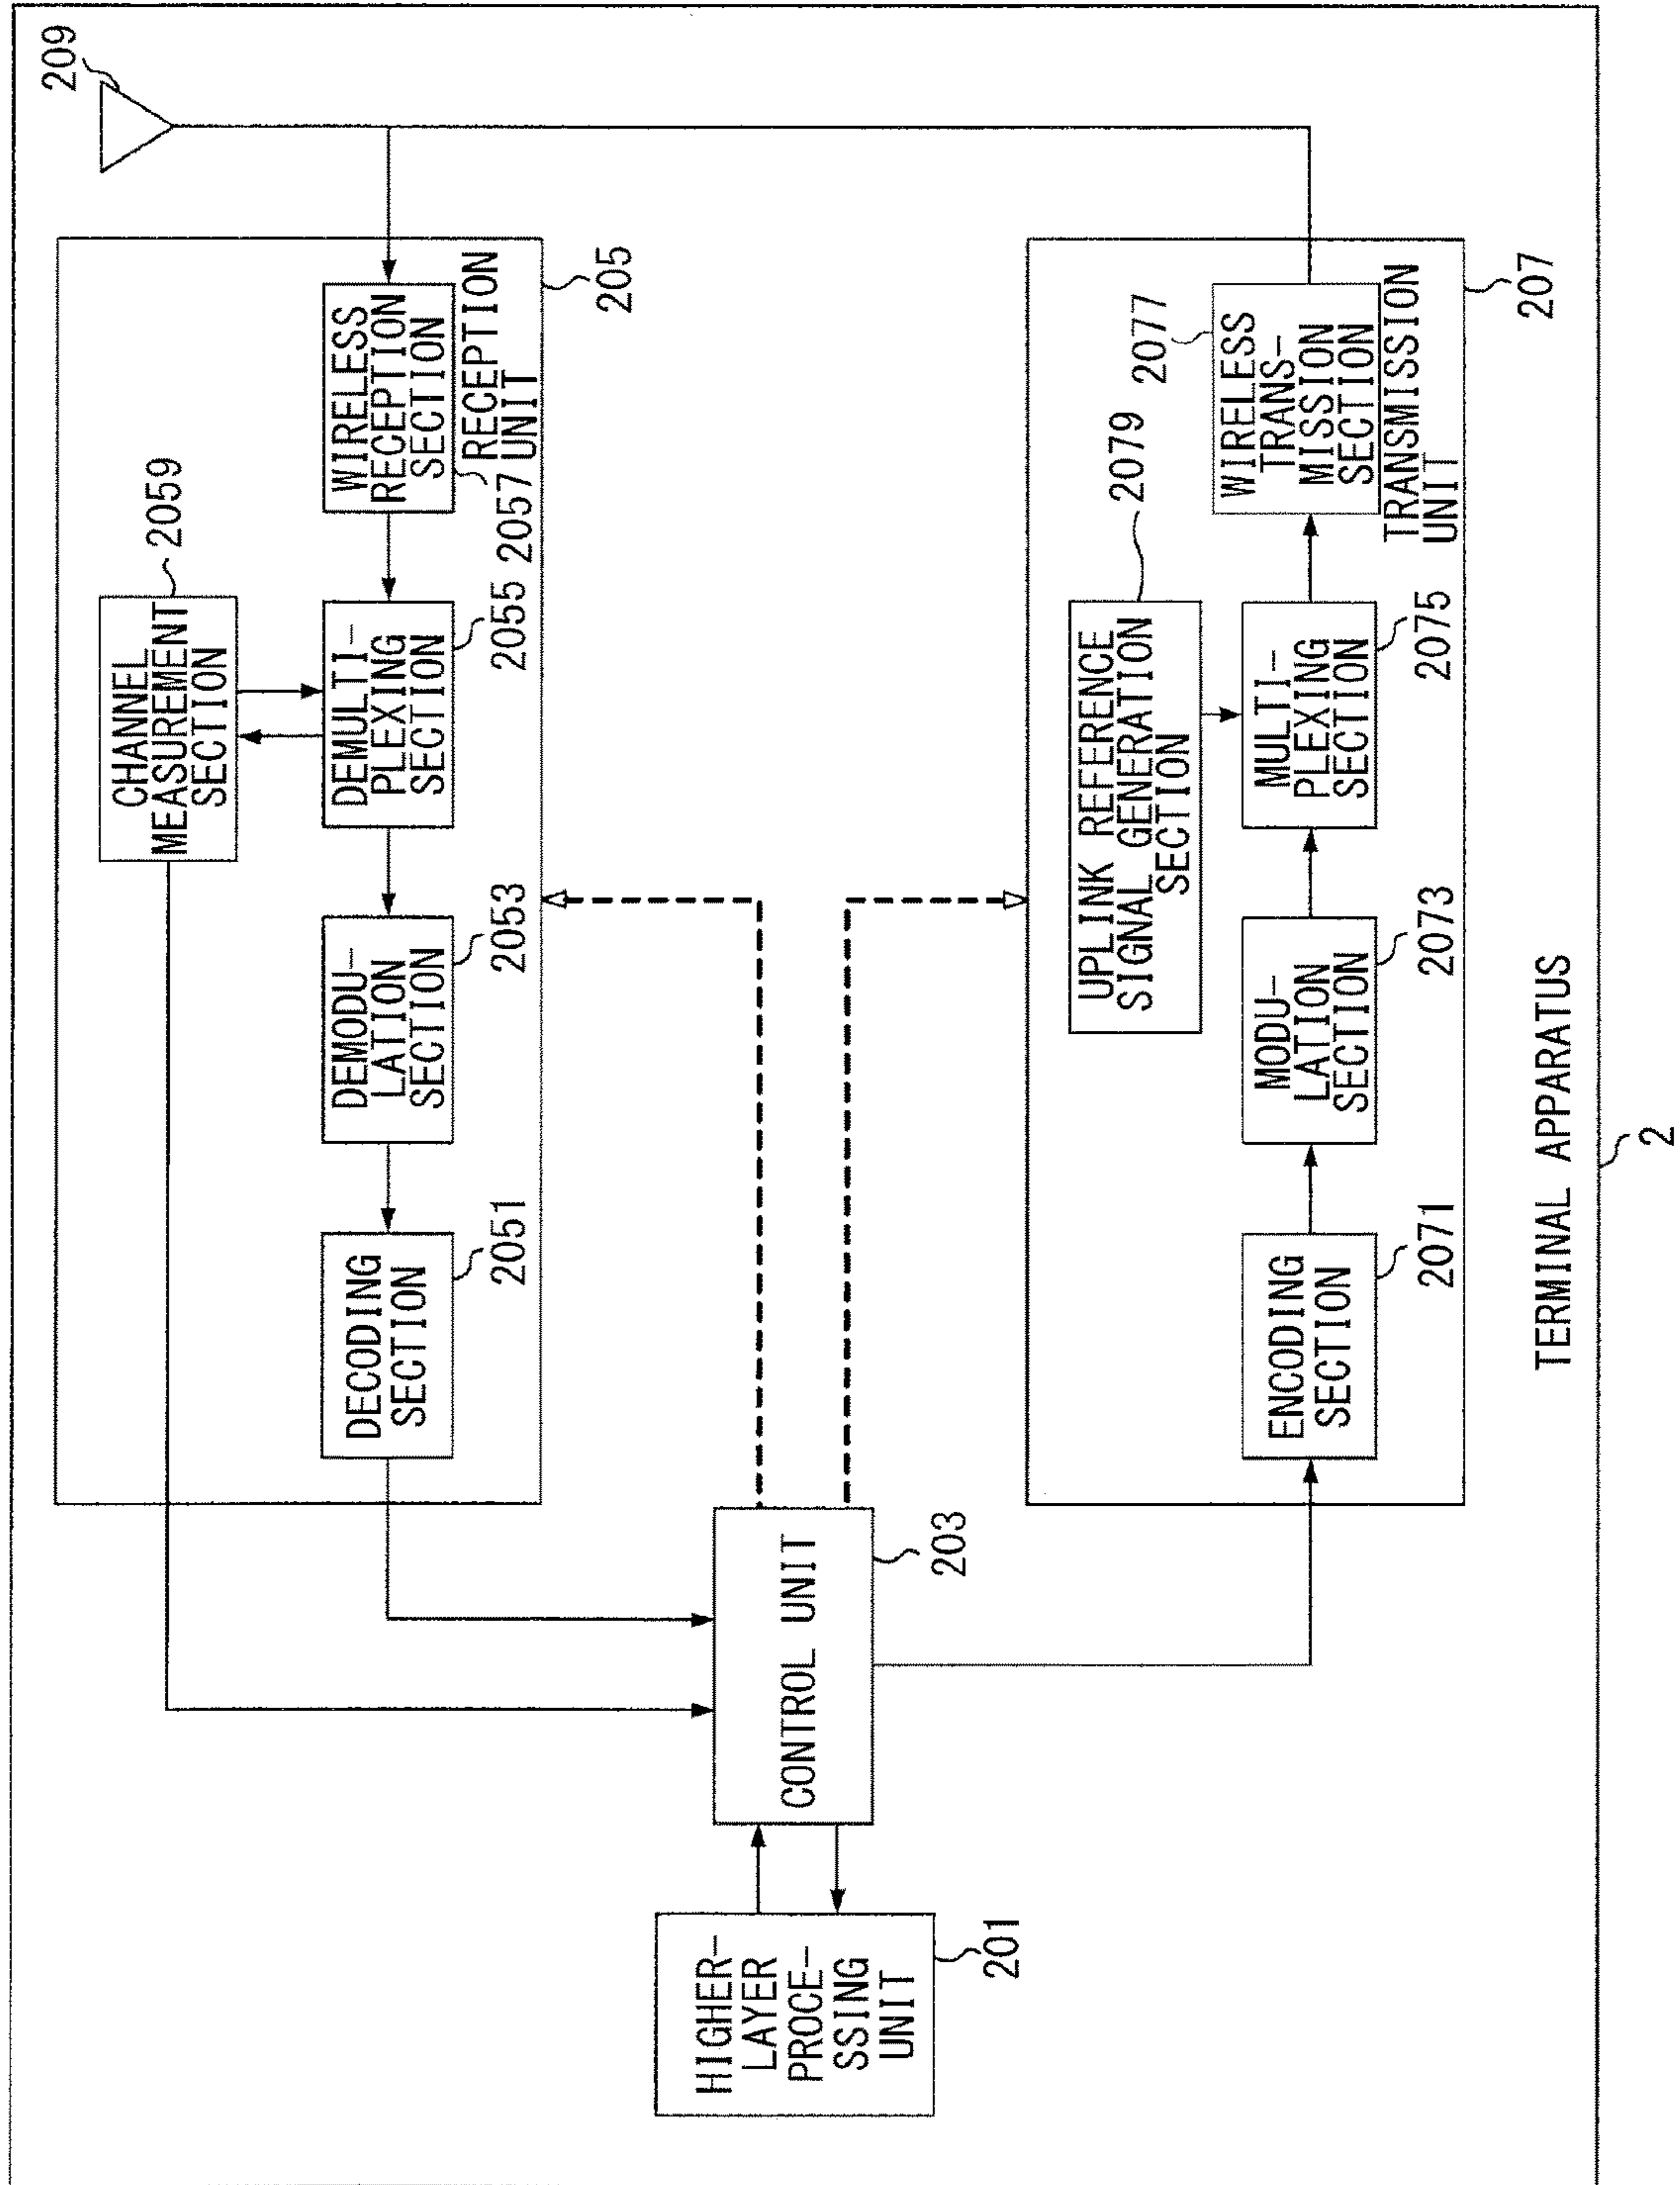 209
CHANNEL
MEASUREMENT
SECTION
2059
WIRELESS
RECEPTION
SECTION
2057
RECEPTION
UNIT
205
DEMULTI-
PLEXING
SECTION
2055
DEMODU-
LATION
SECTION
2053
DECODING
SECTION
2051
HIGHER-
LAYER
PROCE-
SSING
UNIT
201
CONTROL UNIT
203
UPLINK REFERENCE
SIGNAL GENERATION
SECTION
2079
ENCODING
SECTION
2071
MODU-
LATION
SECTION
2073
MULTI-
PLEXING
SECTION
2075
WIRELESS
TRANS-
MISSION
SECTION
2077
TRANSMISSION
UNIT
207
TERMINAL APPARATUS
2